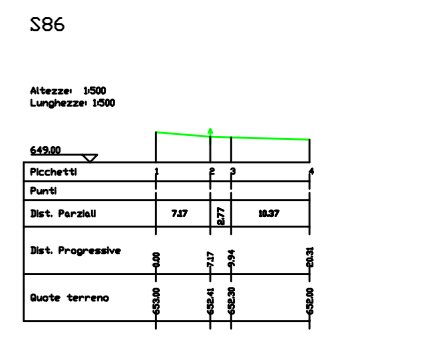 S86
Altezze: 1:500
Lunghezze: 1:500
649.00
Picchetti 1 2 3 4
Punti
Dist. Parziali 7.17 2.77 10.37
Dist. Progressive 0.00 7.17 9.94 20.31
Quote terreno 653.00 652.41 652.30 652.00